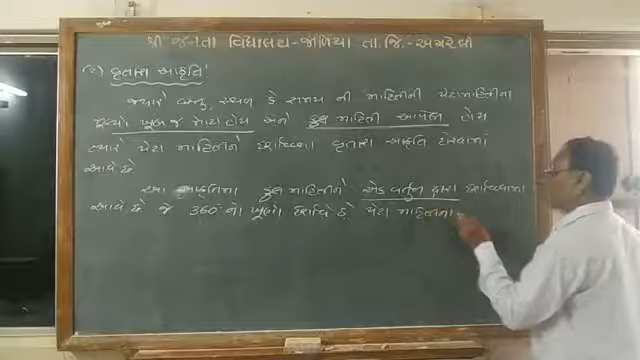 શ્રી જનતા વિદ્યાલય - જાળિયા તા.જિ.- અમરેલી
(૨) વૃતાંશ આકૃતિ
જ્યારે વસ્તુ, સ્થળ કે સમય ની માહિતીની પેટામાહિતીના
મૂલ્યો ખૂબ જ મોટા હોય અને કુલ માહિતી આપેલ હોય
ત્યારે પેટા માહિતીને દર્શાવવા વૃતાંશ આકૃતિ દોરવામાં
આવે છે
આ આકૃતિમાં કુલ માહિતીને એક વર્તુળ દ્વારા દર્શાવવામાં
આવે છે જે 360° નો ખૂણો દર્શાવે છે પેટા માહિતીના